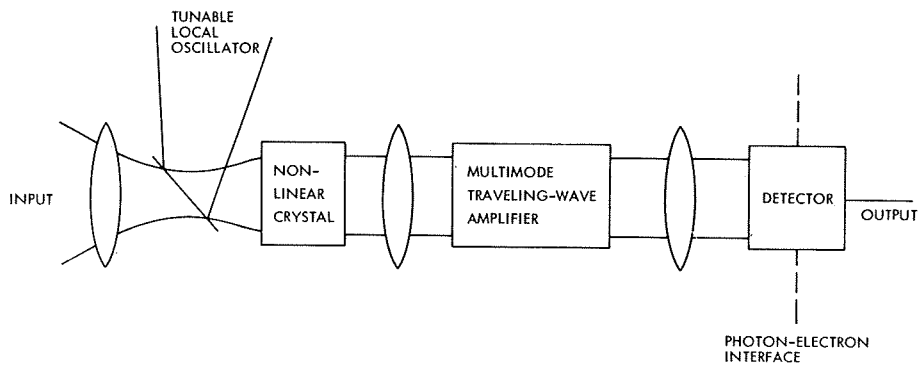 TUNABLE
LOCAL
OSCILLATOR
INPUT
NON-
LINEAR
CRYSTAL
MULTIMODE
TRAVELING-WAVE
AMPLIFIER
DETECTOR
OUTPUT
PHOTON-ELECTRON
INTERFACE